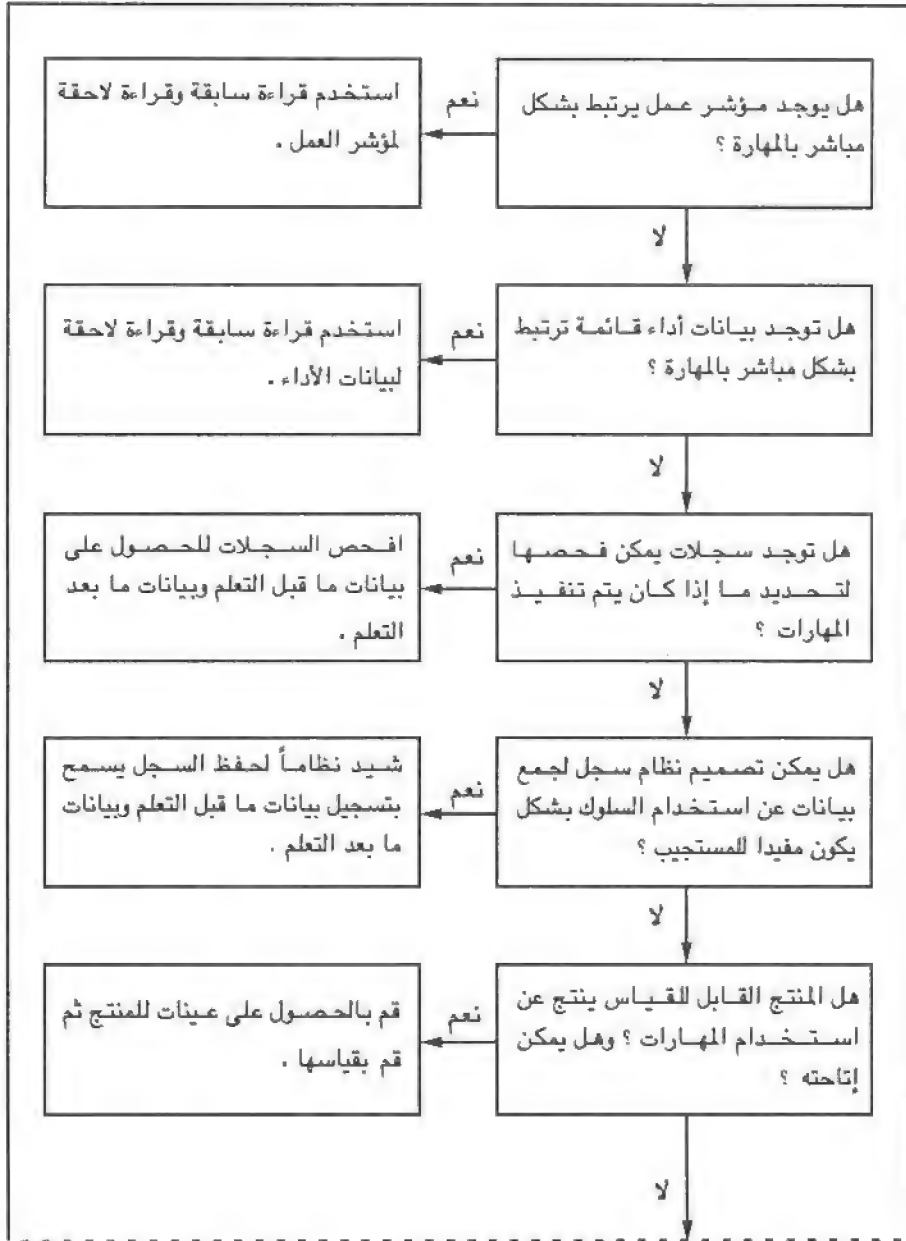 هل يوجد مؤشر عمل يرتبط بشكل
مباشر بالمهارة ؟
نعم
استخدم قراءة سابقة وقراءة لاحقة
لمؤشر العمل .
لا
هل توجد بيانات أداء قائمة ترتبط
بشكل مباشر بالمهارة ؟
نعم
استخدم قراءة سابقة وقراءة لاحقة
لبيانات الأداء .
لا
هل توجد سجلات يمكن فحصها
لتحديد ما إذا كان يتم تنفيذ
المهارات ؟
نعم
افحص السجلات للحصول على
بيانات ما قبل التعلم وبيانات ما بعد
التعلم .
لا
هل يمكن تصميم نظام سجل لجمع
بيانات عن استخدام السلوك بشكل
يكون مفيدا للمستجيب ؟
نعم
شيد نظاماً لحفظ السجل يسمح
بتسجيل بيانات ما قبل التعلم وبيانات
ما بعد التعلم .
لا
هل المنتج القابل للقياس ينتج عن
استخدام المهارات ؟ وهل يمكن
إتاحته ؟
نعم
قم بالحصول على عينات للمنتج ثم
قم بقياسها .
لا